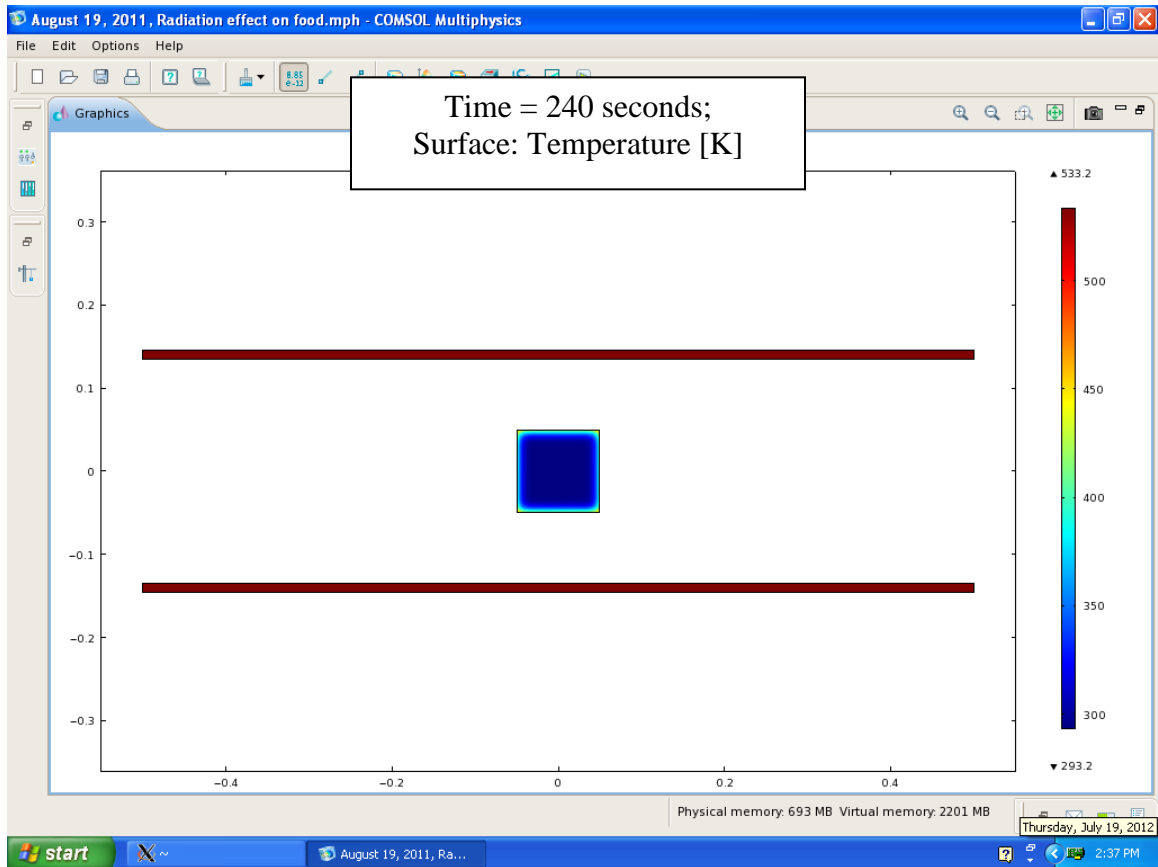 August 19, 2011, Radiation effect on food.mph - COMSOL Multiphysics
File Edit Options Help
8.85
e-12
Time = 240 seconds;
Surface: Temperature [K]
Graphics
▲ 533.2
0.3
500
0.2
0.1
450
0
400
−0.1
350
−0.2
−0.3
300
−0.4 −0.2 0 0.2 0.4
▼ 293.2
Physical memory: 693 MB Virtual memory: 2201 MB
Thursday, July 19, 2012
start
X ~
August 19, 2011, Ra...
2:37 PM